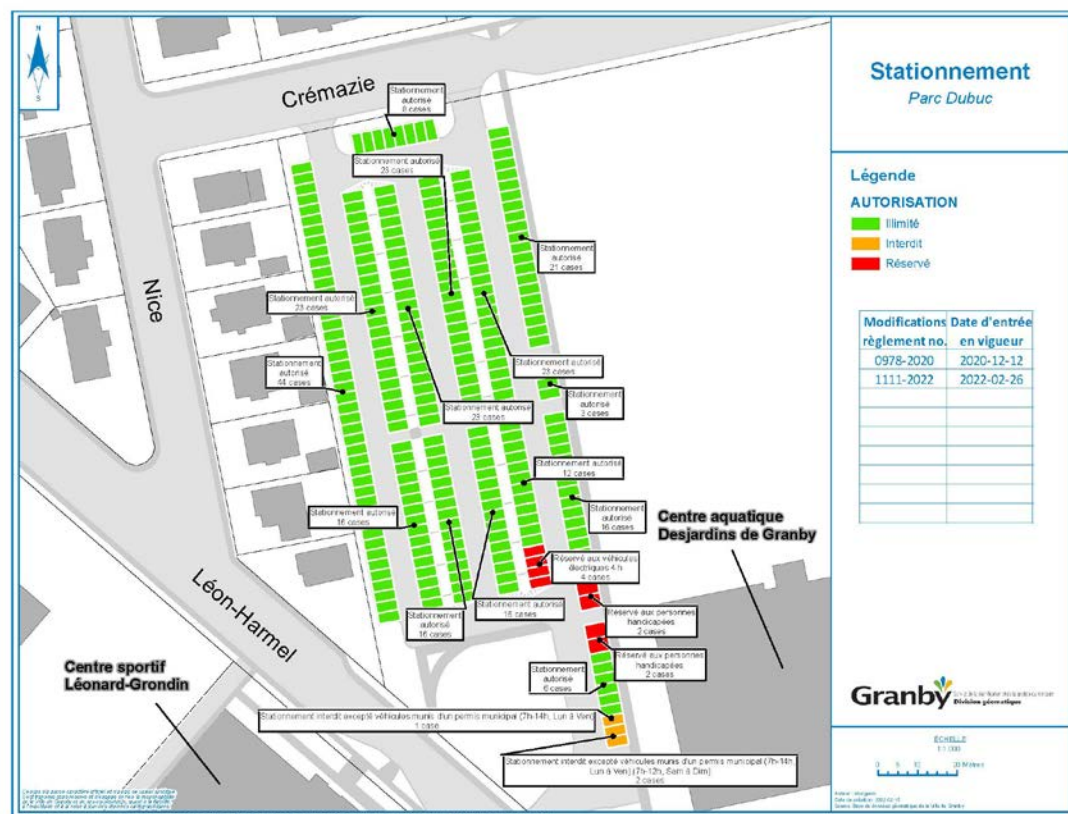 N
S
Crémazie
Nice
Léon-Harmel
Stationnement
autorisé
8 cases
Stationnement autorisé
23 cases
Stationnement
autorisé
21 cases
Stationnement autorisé
23 cases
Stationnement autorisé
23 cases
Stationnement
autorisé
44 cases
Stationnement
autorisé
3 cases
Stationnement autorisé
23 cases
Stationnement autorisé
12 cases
Stationnement autorisé
16 cases
Stationnement
autorisé
16 cases
Centre aquatique
Desjardins de Granby
Réservé aux véhicules
électriques 4 h
4 cases
Stationnement
autorisé
16 cases
Stationnement autorisé
16 cases
Réservé aux personnes
handicapées
2 cases
Réservé aux personnes
handicapées
2 cases
Centre sportif
Léonard-Grondin
Stationnement
autorisé
6 cases
Stationnement interdit excepté véhicules munis d'un permis municipal (7h-14h, Lun à Ven)
1 case
Stationnement interdit excepté véhicules munis d'un permis municipal (7h-14h,
Lun à Ven) (7h-12h, Sam à Dim)
2 cases
Stationnement
Parc Dubuc
Légende
AUTORISATION
Illimité
Interdit
Réservé
Modifications Date d'entrée
règlement no. en vigueur
0978-2020 2020-12-12
1111-2022 2022-02-26
Granby
Division géomatique
ÉCHELLE
1:1 000
0 5 10 20 Mètres